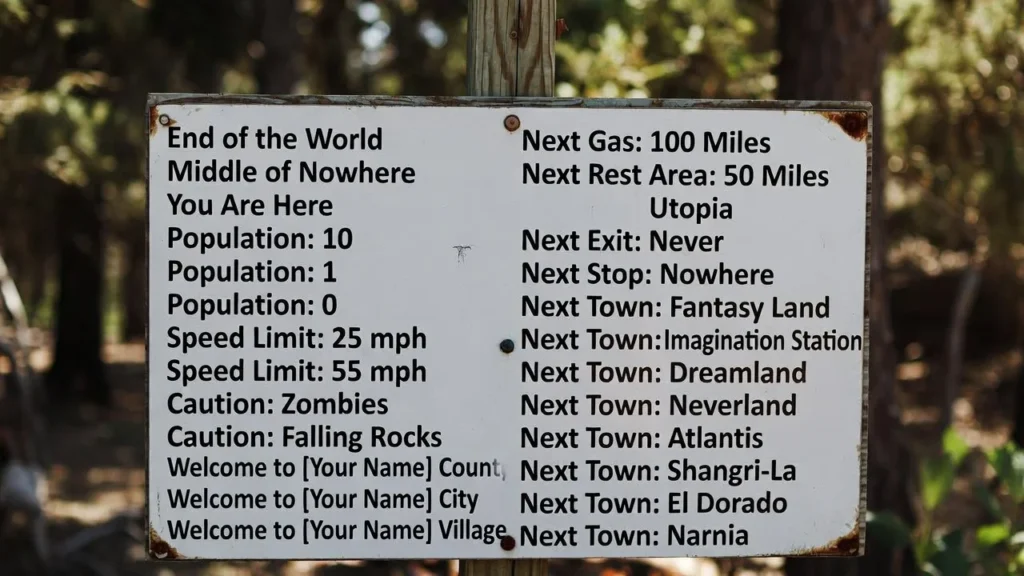 End of the World
Middle of Nowhere
You Are Here
Population: 10
Population: 1
Population: 0
Speed Limit: 25 mph
Speed Limit: 55 mph
Caution: Zombies
Caution: Falling Rocks
Welcome to [Your Name] Count
Welcome to [Your Name] City
Welcome to [Your Name] Village
Next Gas: 100 Miles
Next Rest Area: 50 Miles
Utopia
Next Exit: Never
Next Stop: Nowhere
Next Town: Fantasy Land
Next Town:Imagination Station
Next Town: Dreamland
Next Town: Neverland
Next Town: Atlantis
Next Town: Shangri-La
Next Town: El Dorado
Next Town: Narnia